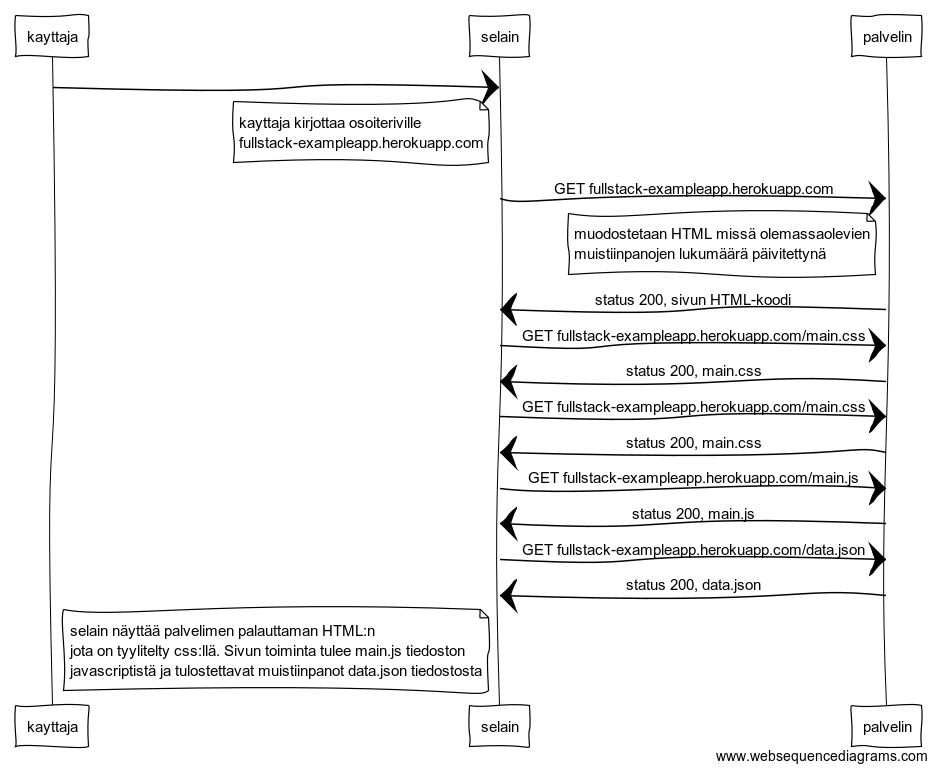 kayttaja
selain
palvelin
kayttaja kirjottaa osoiteriville
fullstack-exampleapp.herokuapp.com
GET fullstack-exampleapp.herokuapp.com
muodostetaan HTML missä olemassaolevien
muistiinpanojen lukumäärä päivitettynä
status 200, sivun HTML-koodi
GET fullstack-exampleapp.herokuapp.com/main.css
status 200, main.css
GET fullstack-exampleapp.herokuapp.com/main.css
status 200, main.css
GET fullstack-exampleapp.herokuapp.com/main.js
status 200, main.js
GET fullstack-exampleapp.herokuapp.com/data.json
status 200, data.json
selain näyttää palvelimen palauttaman HTML:n
jota on tyylitelty css:llä. Sivun toiminta tulee main.js tiedoston
javascriptistä ja tulostettavat muistiinpanot data.json tiedostosta
kayttaja
selain
palvelin
www.websequencediagrams.com